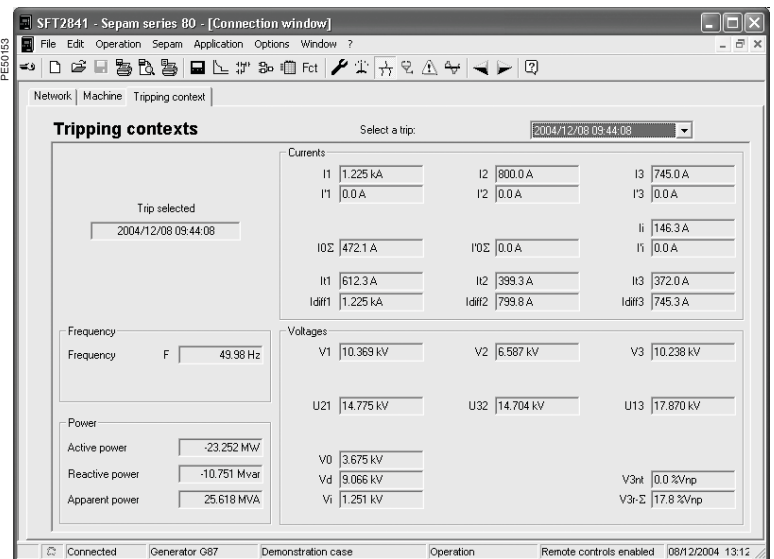 PE50153
SFT2841 - Sepam series 80 - [Connection window]
File Edit Operation Sepam Application Options Window ?
Fct
Network Machine Tripping context
Tripping contexts
Select a trip: 2004/12/08 09:44:08
Trip selected
2004/12/08 09:44:08
Currents
I1 1.225 kA I2 800.0 A I3 745.0 A
I'1 0.0 A I'2 0.0 A I'3 0.0 A
Ii 146.3 A
I0Σ 472.1 A I'0Σ 0.0 A I'i 0.0 A
It1 612.3 A It2 399.3 A It3 372.0 A
Idiff1 1.225 kA Idiff2 799.8 A Idiff3 745.3 A
Frequency
Frequency F 49.98 Hz
Voltages
V1 10.369 kV V2 6.587 kV V3 10.238 kV
U21 14.775 kV U32 14.704 kV U13 17.870 kV
V0 3.675 kV
Vd 9.066 kV V3nt 0.0 %Vnp
Vi 1.251 kV V3r-Σ 17.8 %Vnp
Power
Active power -23.252 MW
Reactive power -10.751 Mvar
Apparent power 25.618 MVA
Connected Generator G87 Demonstration case Operation Remote controls enabled 08/12/2004 13:12